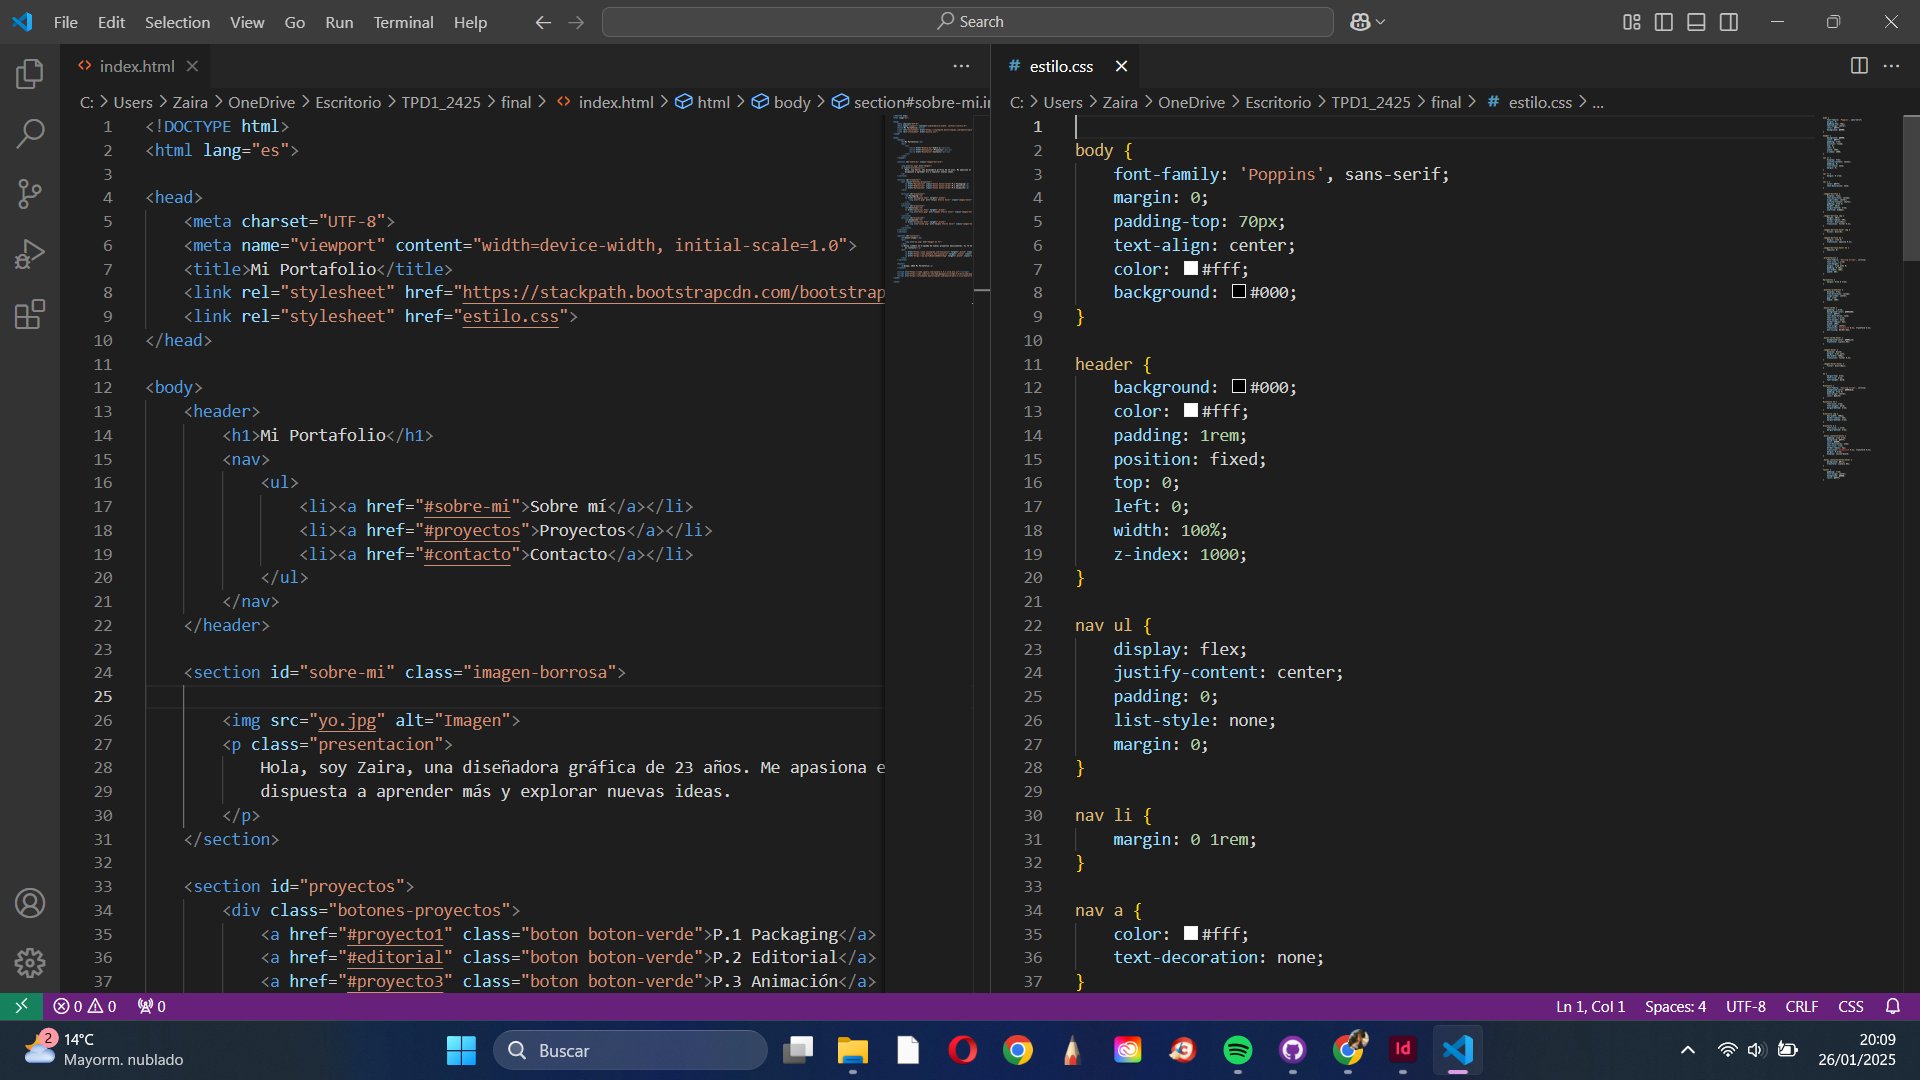 File Edit Selection View Go Run Terminal Help
Search
index.html
C: > Users > Zaira > OneDrive > Escritorio > TPD1_2425 > final > index.html > html > body > section#sobre-mi.i
1 <!DOCTYPE html>
2 <html lang="es">
3
4 <head>
5 <meta charset="UTF-8">
6 <meta name="viewport" content="width=device-width, initial-scale=1.0">
7 <title>Mi Portafolio</title>
8 <link rel="stylesheet" href="https://stackpath.bootstrapcdn.com/bootstrap
9 <link rel="stylesheet" href="estilo.css">
10 </head>
11
12 <body>
13 <header>
14 <h1>Mi Portafolio</h1>
15 <nav>
16 <ul>
17 <li><a href="#sobre-mi">Sobre mí</a></li>
18 <li><a href="#proyectos">Proyectos</a></li>
19 <li><a href="#contacto">Contacto</a></li>
20 </ul>
21 </nav>
22 </header>
23
24 <section id="sobre-mi" class="imagen-borrosa">
25
26 <img src="yo.jpg" alt="Imagen">
27 <p class="presentacion">
28 Hola, soy Zaira, una diseñadora gráfica de 23 años. Me apasiona e
29 dispuesta a aprender más y explorar nuevas ideas.
30 </p>
31 </section>
32
33 <section id="proyectos">
34 <div class="botones-proyectos">
35 <a href="#proyecto1" class="boton boton-verde">P.1 Packaging</a>
36 <a href="#editorial" class="boton boton-verde">P.2 Editorial</a>
37 <a href="#proyecto3" class="boton boton-verde">P.3 Animación</a>
estilo.css
C: > Users > Zaira > OneDrive > Escritorio > TPD1_2425 > final > # estilo.css > ...
1
2 body {
3 font-family: 'Poppins', sans-serif;
4 margin: 0;
5 padding-top: 70px;
6 text-align: center;
7 color: #fff;
8 background: #000;
9 }
10
11 header {
12 background: #000;
13 color: #fff;
14 padding: 1rem;
15 position: fixed;
16 top: 0;
17 left: 0;
18 width: 100%;
19 z-index: 1000;
20 }
21
22 nav ul {
23 display: flex;
24 justify-content: center;
25 padding: 0;
26 list-style: none;
27 margin: 0;
28 }
29
30 nav li {
31 margin: 0 1rem;
32 }
33
34 nav a {
35 color: #fff;
36 text-decoration: none;
37 }
0 0 0 Ln 1, Col 1 Spaces: 4 UTF-8 CRLF CSS
2
14°C
Mayorm. nublado
Buscar
Id
20:09
26/01/2025